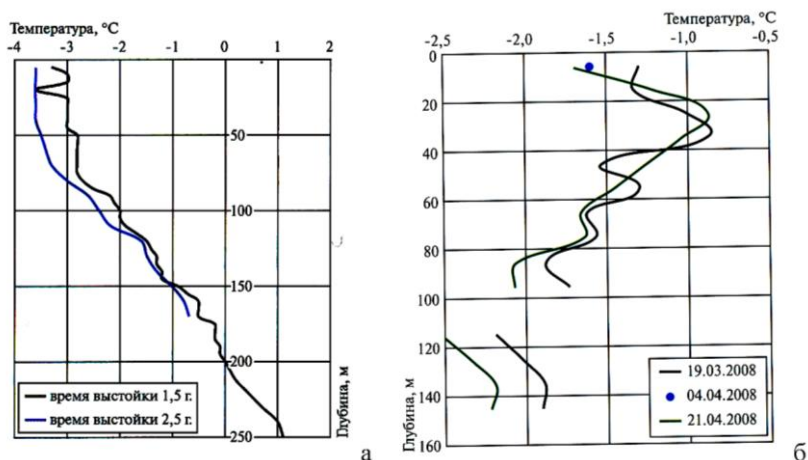 Температура, °C
-4 -3 -2 -1 0 1 2
50
100
150
200
250
Глубина, м
время выстойки 1,5 г.
время выстойки 2,5 г.
а
Температура, °C
-2,5 -2,0 -1,5 -1,0 -0,5
0
20
40
60
80
100
120
140
160
Глубина, м
19.03.2008
04.04.2008
21.04.2008
б